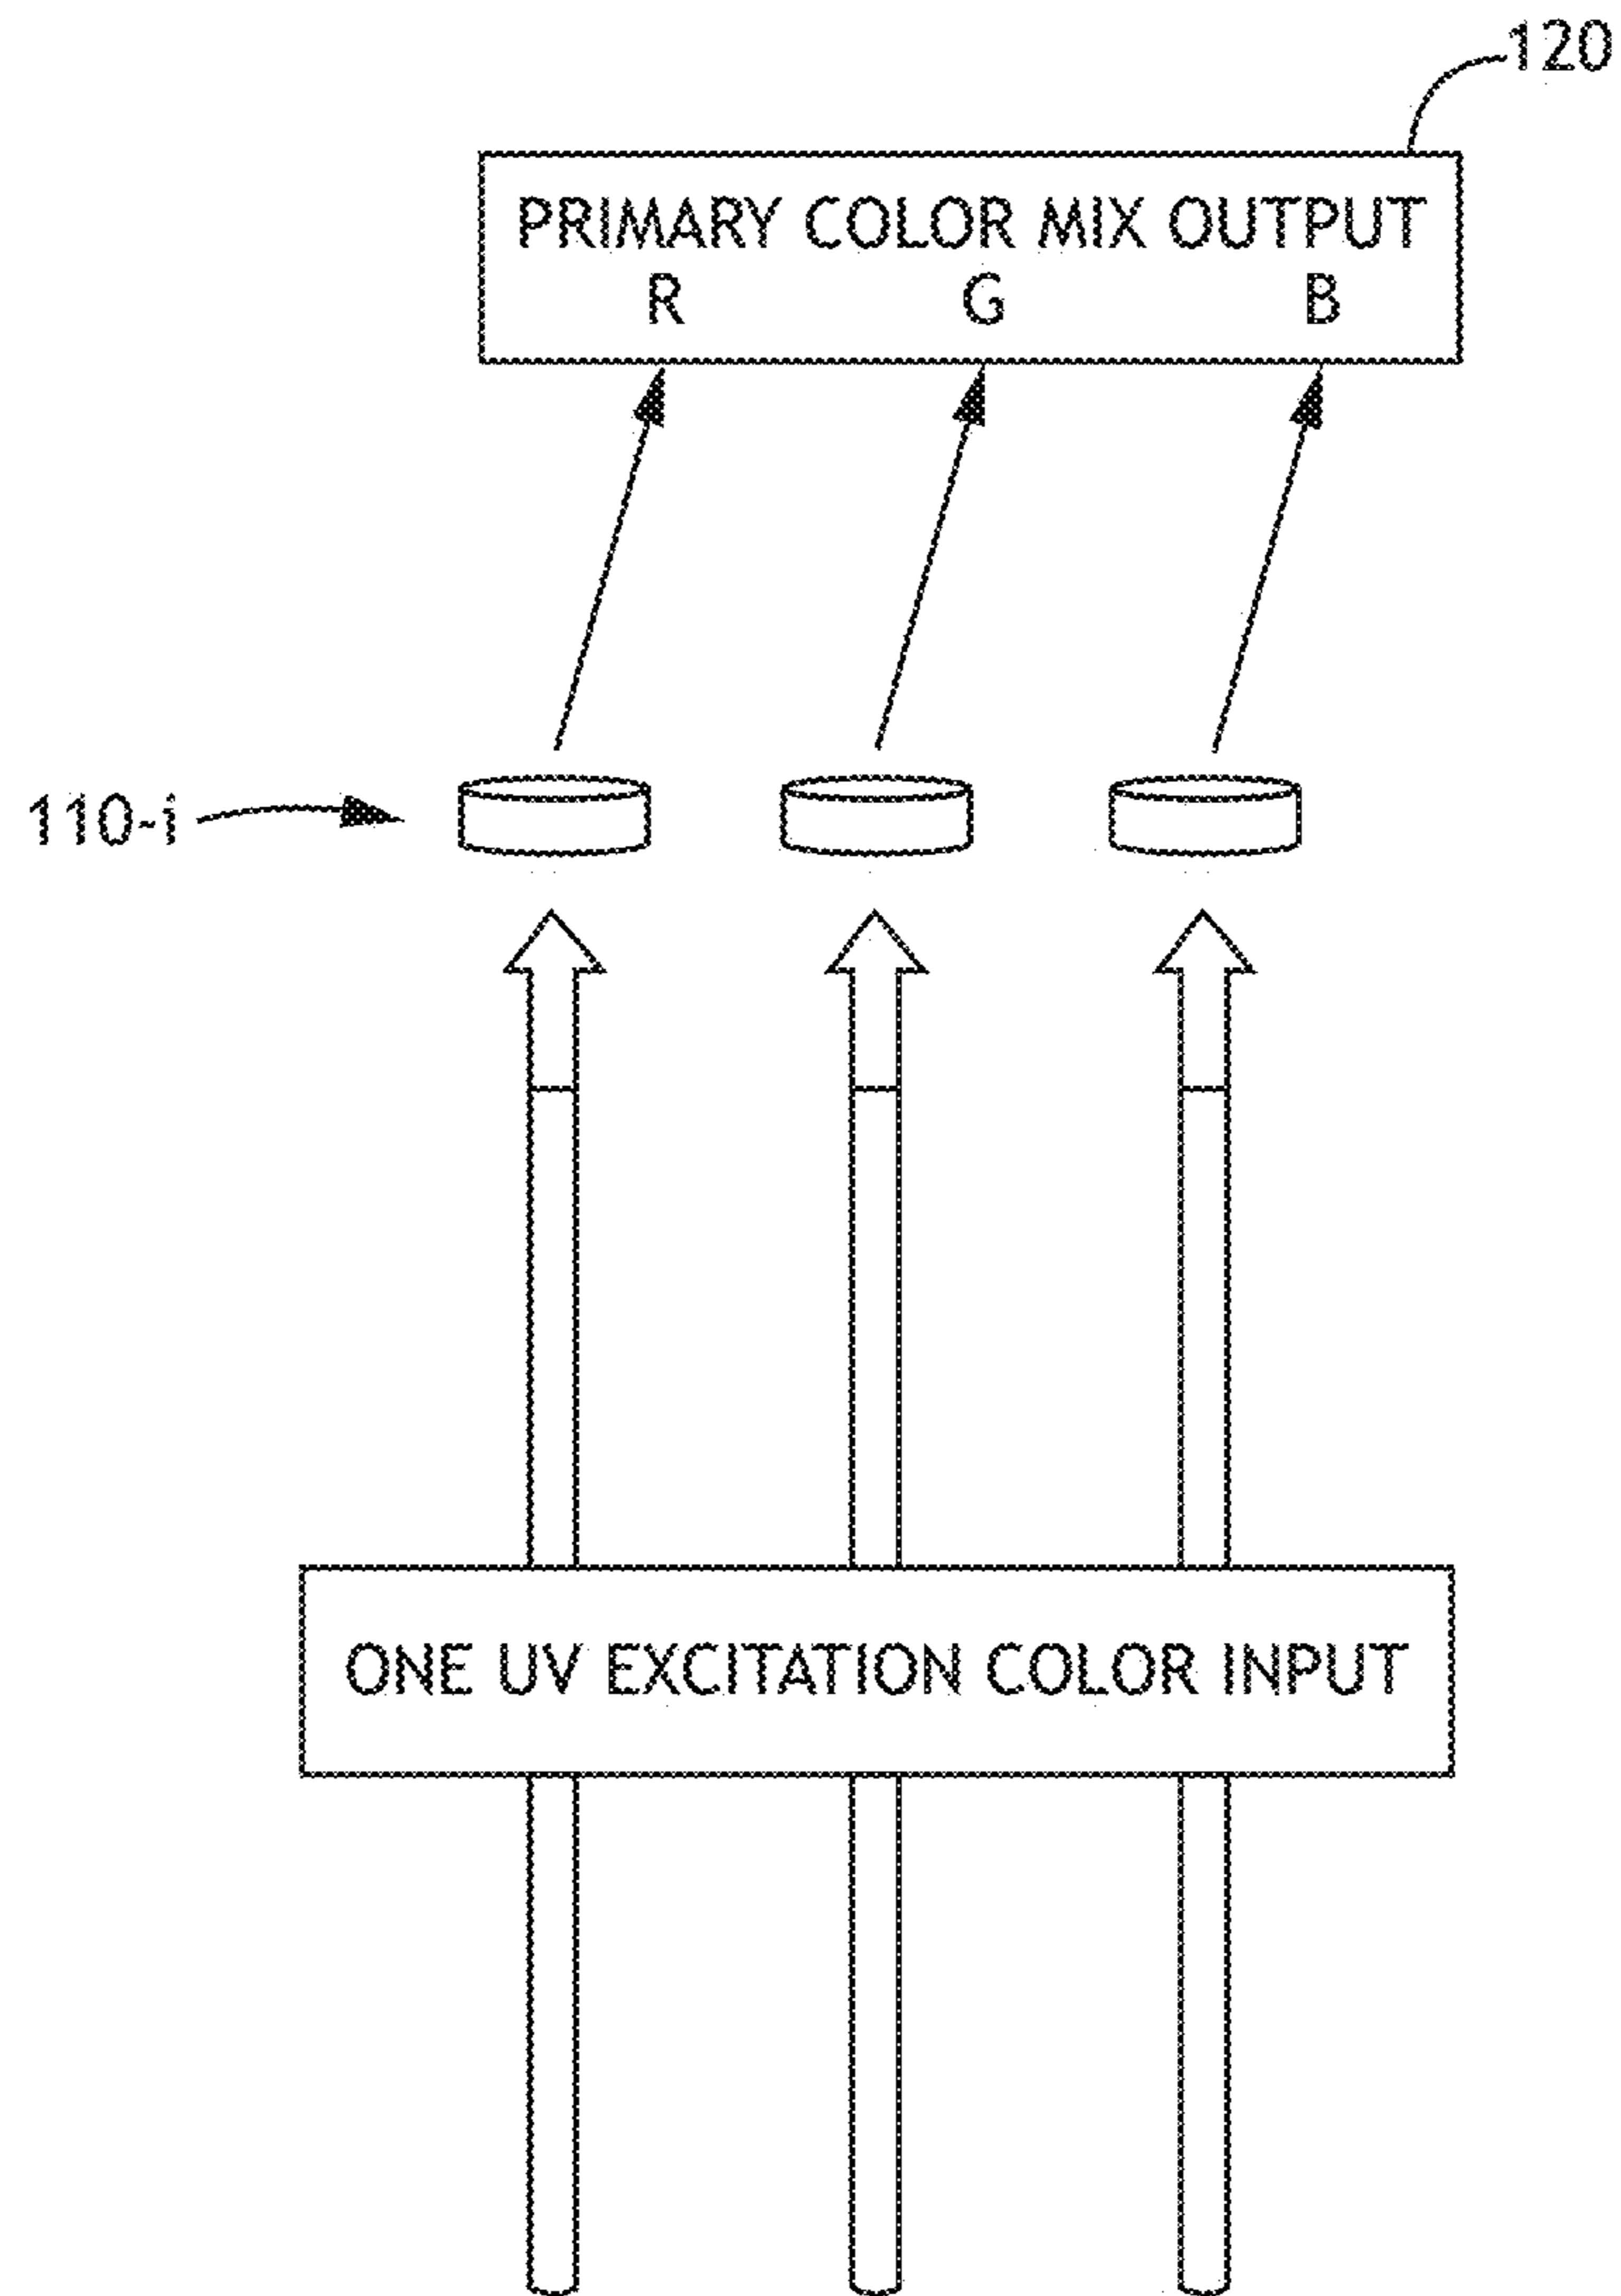 120
PRIMARY COLOR MIX OUTPUT
R G B
110-i
ONE UV EXCITATION COLOR INPUT